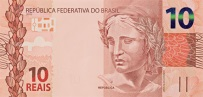 REPÚBLICA FEDERATIVA DO BRASIL
10
10
REAIS
REPÚBLICA